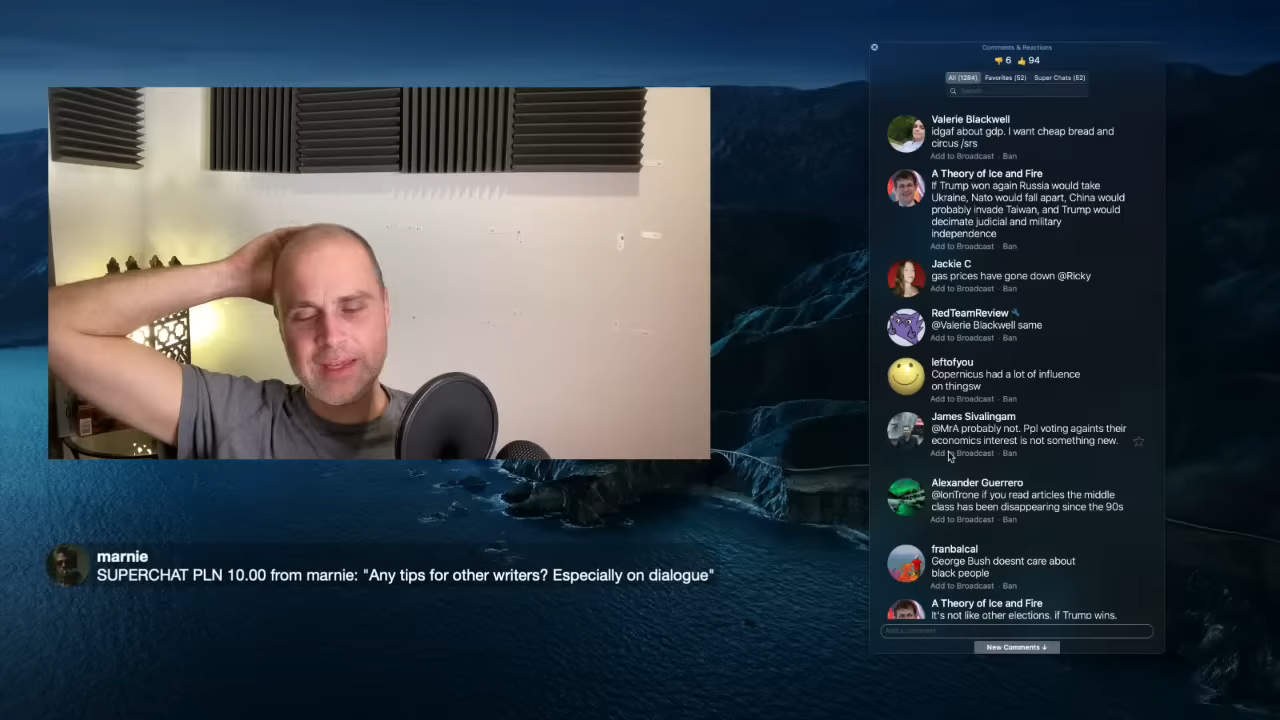 Comments & Reactions
👎 6 👍 94
All (1284) Favorites (52) Super Chats (52)
Search
Valerie Blackwell
idgaf about gdp. I want cheap bread and
circus /srs
Add to Broadcast · Ban
A Theory of Ice and Fire
If Trump won again Russia would take
Ukraine, Nato would fall apart, China would
probably invade Taiwan, and Trump would
decimate judicial and military
independence
Add to Broadcast · Ban
Jackie C
gas prices have gone down @Ricky
Add to Broadcast · Ban
RedTeamReview
@Valerie Blackwell same
Add to Broadcast · Ban
leftofyou
Copernicus had a lot of influence
on thingsw
Add to Broadcast · Ban
James Sivalingam
@MrA probably not. Ppl voting againts their
economics interest is not something new.
Add to Broadcast · Ban
Alexander Guerrero
@IonTrone if you read articles the middle
class has been disappearing since the 90s
Add to Broadcast · Ban
franbalcal
George Bush doesnt care about
black people
Add to Broadcast · Ban
A Theory of Ice and Fire
It's not like other elections. if Trump wins.
Add a comment
New Comments ↓
marnie
SUPERCHAT PLN 10.00 from marnie: "Any tips for other writers? Especially on dialogue"